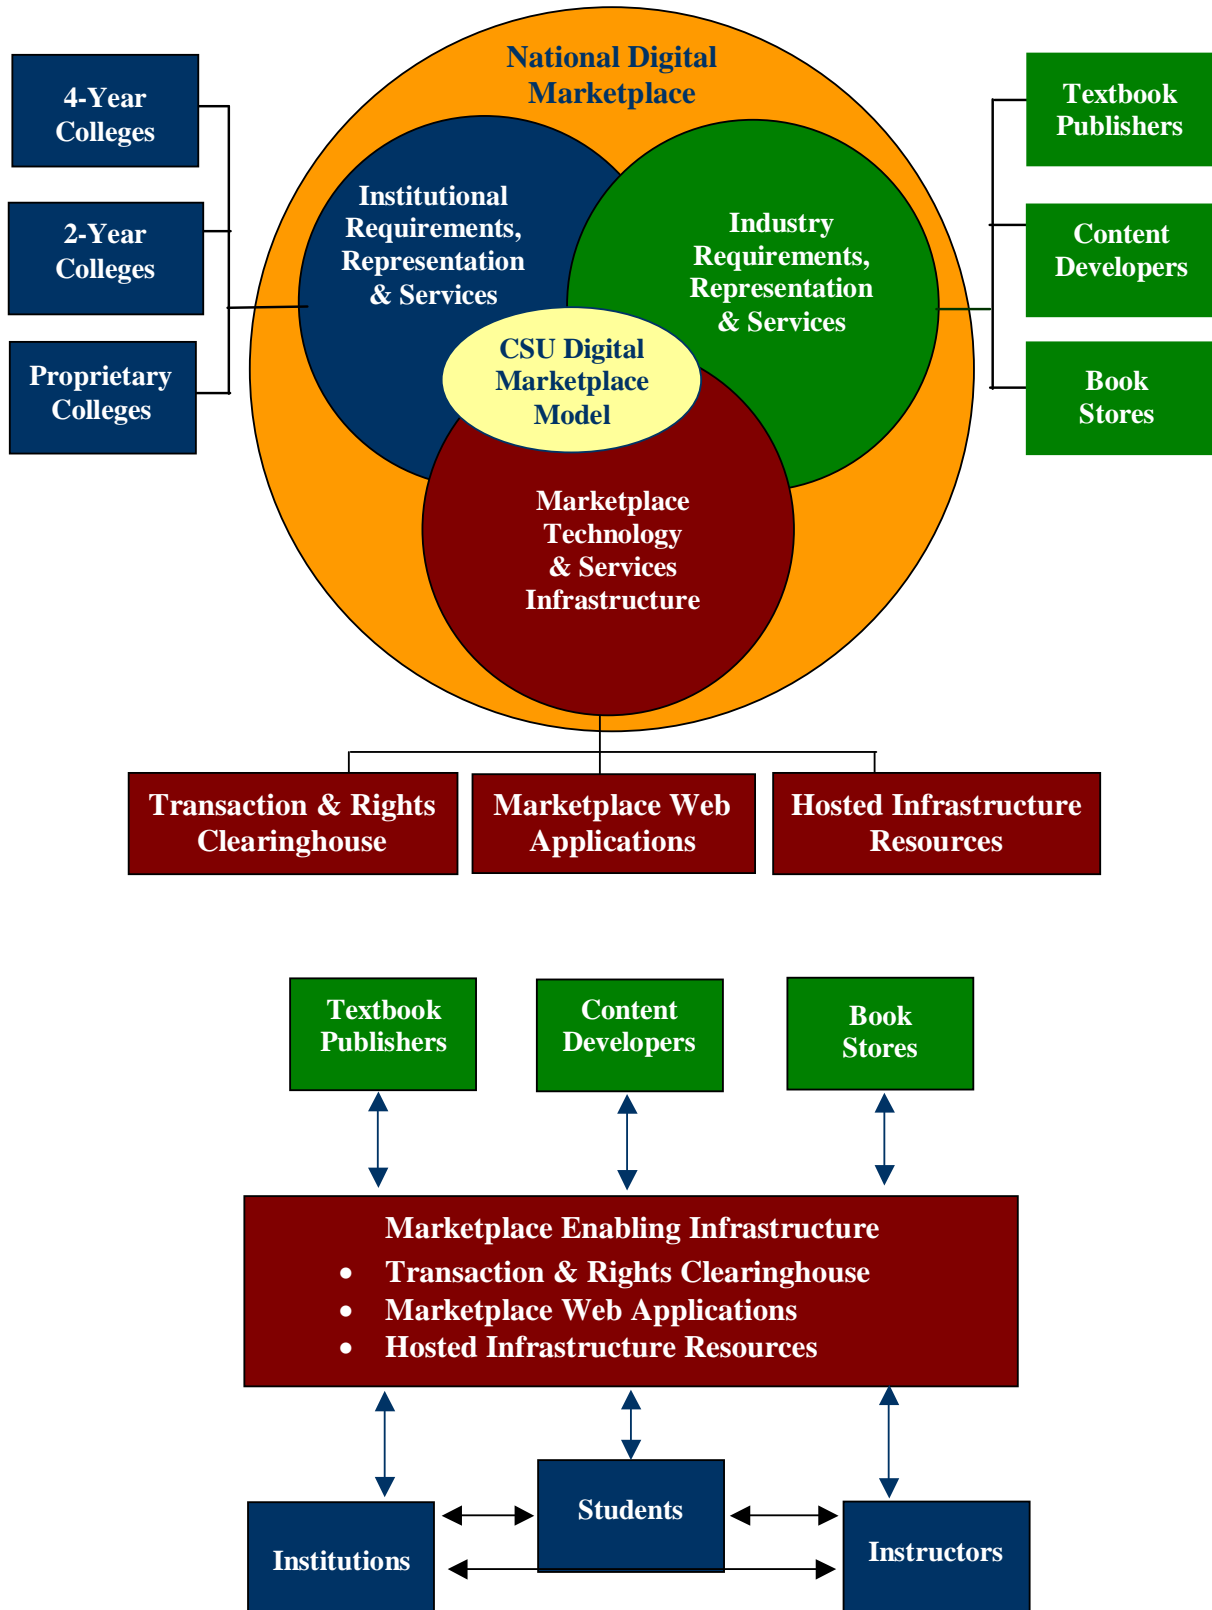 National Digital
Marketplace
4-Year
Colleges
2-Year
Colleges
Proprietary
Colleges
Institutional
Requirements,
Representation
& Services
Industry
Requirements,
Representation
& Services
Textbook
Publishers
Content
Developers
Book
Stores
CSU Digital
Marketplace
Model
Marketplace
Technology
& Services
Infrastructure
Transaction & Rights
Clearinghouse
Marketplace Web
Applications
Hosted Infrastructure
Resources
Textbook
Publishers
Content
Developers
Book
Stores
Marketplace Enabling Infrastructure
• Transaction & Rights Clearinghouse
• Marketplace Web Applications
• Hosted Infrastructure Resources
Institutions
Students
Instructors